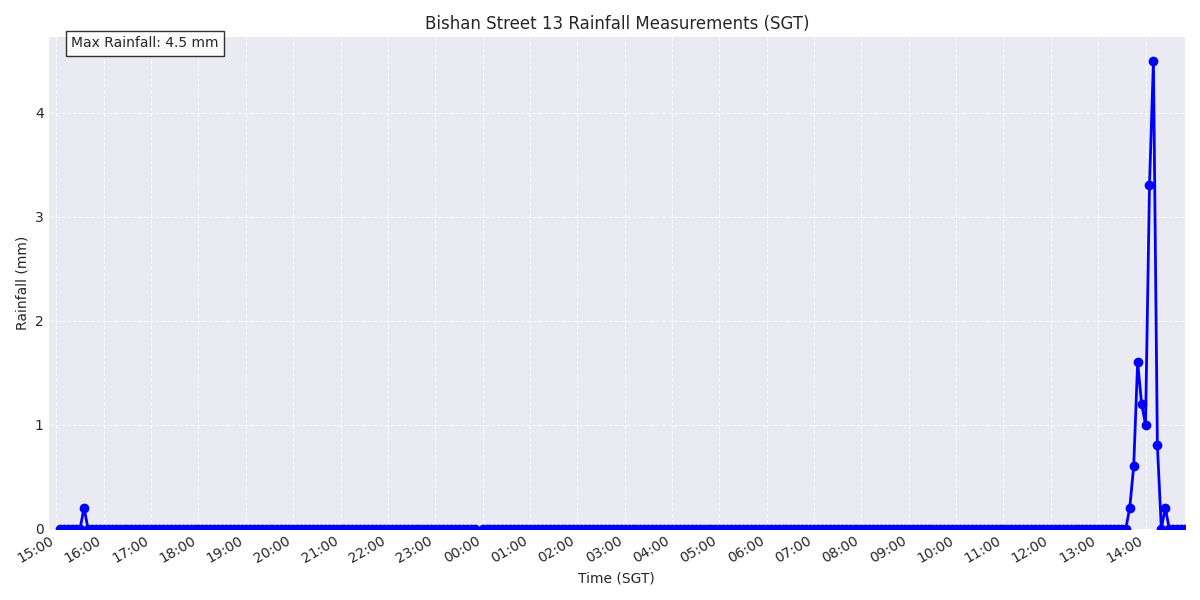 Bishan Street 13 Rainfall Measurements (SGT)
Max Rainfall: 4.5 mm
Rainfall (mm)
4
3
2
1
0
15:00 16:00 17:00 18:00 19:00 20:00 21:00 22:00 23:00 00:00 01:00 02:00 03:00 04:00 05:00 06:00 07:00 08:00 09:00 10:00 11:00 12:00 13:00 14:00
Time (SGT)